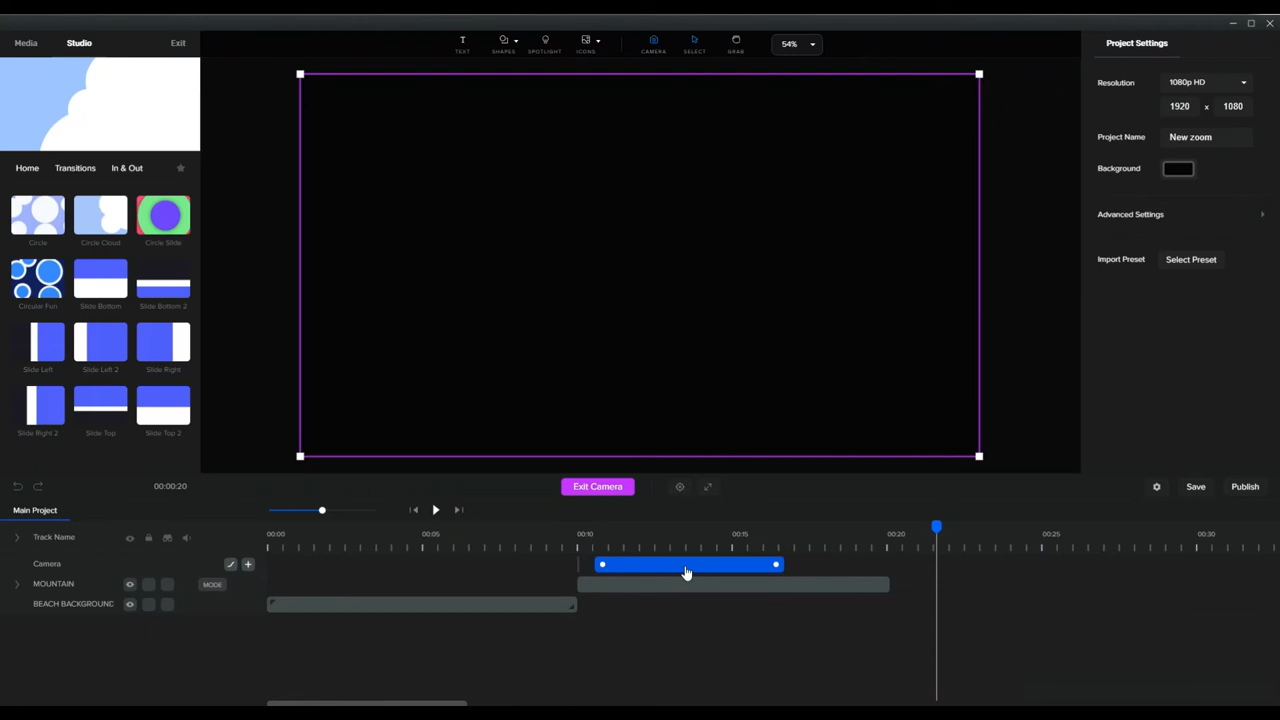 Media Studio Exit
TEXT SHAPES SPOTLIGHT ICONS CAMERA SELECT GRAB 54%
Project Settings
Resolution 1080p HD
1920 x 1080
Project Name New zoom
Background
Advanced Settings
Import Preset Select Preset
Home Transitions In & Out
Circle Circle Cloud Circle Slide
Circular Fun Slide Bottom Slide Bottom 2
Slide Left Slide Left 2 Slide Right
Slide Right 2 Slide Top Slide Top 2
00:00:20 Exit Camera Save Publish
Main Project
Track Name 00:00 00:05 00:10 00:15 00:20 00:25 00:30
Camera
MOUNTAIN MODE
BEACH BACKGROUND